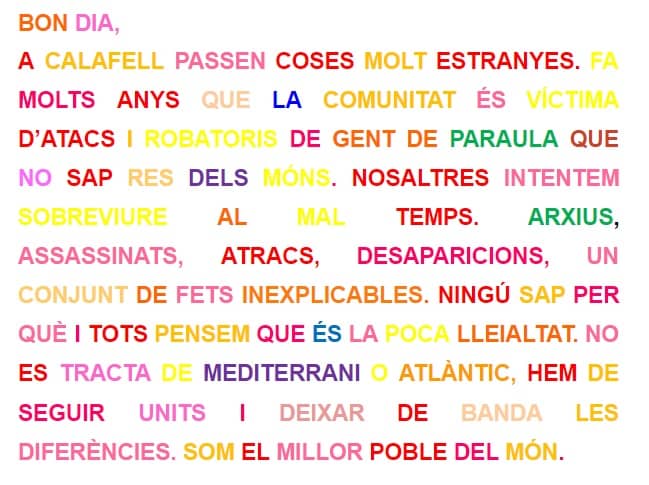 BON DIA,
A CALAFELL PASSEN COSES MOLT ESTRANYES. FA
MOLTS ANYS QUE LA COMUNITAT ÉS VÍCTIMA
D’ATACS I ROBATORIS DE GENT DE PARAULA QUE
NO SAP RES DELS MÓNS. NOSALTRES INTENTEM
SOBREVIURE AL MAL TEMPS. ARXIUS,
ASSASSINATS, ATRACS, DESAPARICIONS, UN
CONJUNT DE FETS INEXPLICABLES. NINGÚ SAP PER
QUÈ I TOTS PENSEM QUE ÉS LA POCA LLEIALTAT. NO
ES TRACTA DE MEDITERRANI O ATLÀNTIC, HEM DE
SEGUIR UNITS I DEIXAR DE BANDA LES
DIFERÈNCIES. SOM EL MILLOR POBLE DEL MÓN.